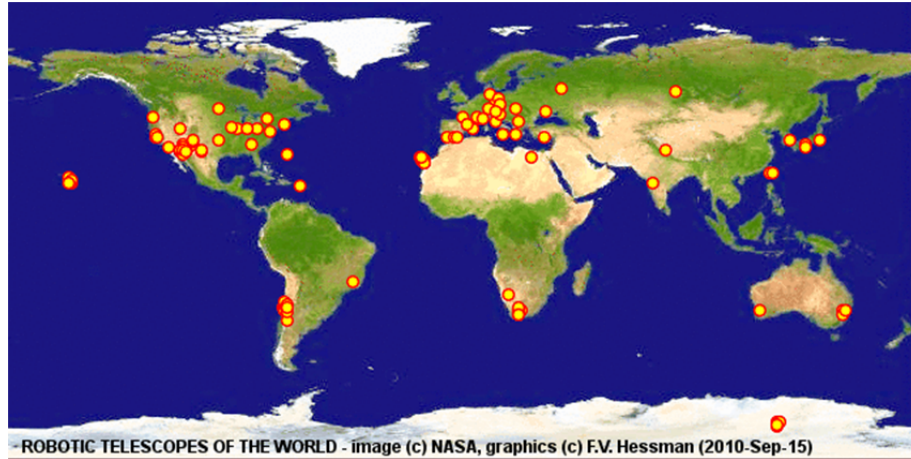 ROBOTIC TELESCOPES OF THE WORLD - image (c) NASA, graphics (c) F.V. Hessman (2010-Sep-15)